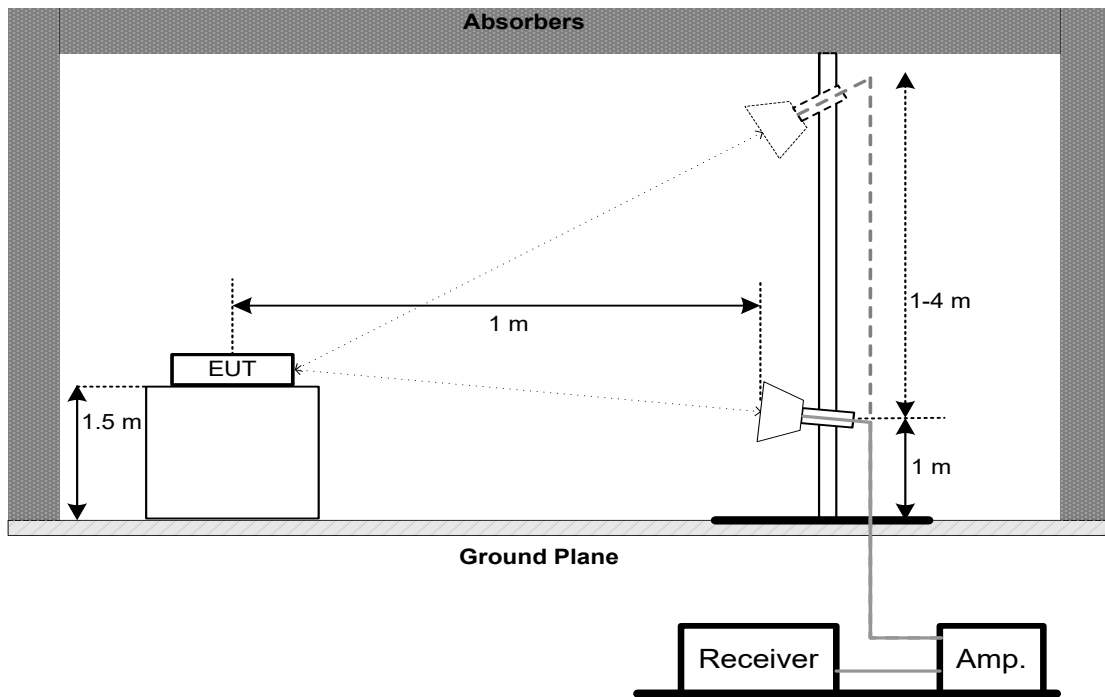 Absorbers
1-4 m
1 m
EUT
1.5 m
1 m
Ground Plane
Receiver
Amp.